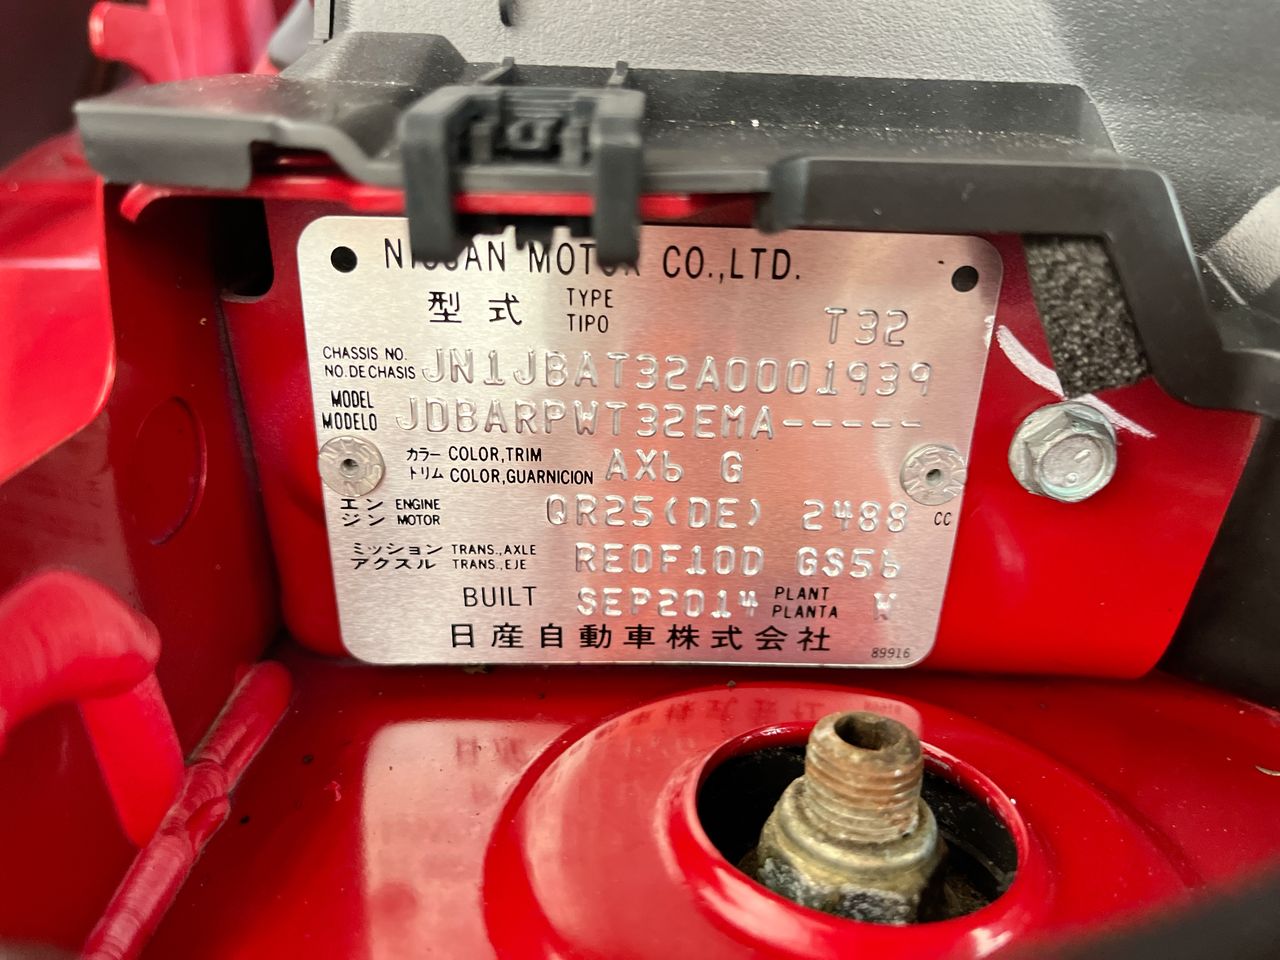 NISSAN MOTOR CO.,LTD.
型式 TYPE TIPO T32
CHASSIS NO. NO.DE CHASIS JN1JBAT32A0001939
MODEL MODELO JDBARPWT32EMA-----
カラー COLOR,TRIM
トリム COLOR,GUARNICION AX6 G
エンジン ENGINE MOTOR QR25(DE) 2488 CC
ミッション TRANS.,AXLE
アクスル TRANS.,EJE RE0F10D GS56
BUILT SEP2014 PLANT PLANTA W
日産自動車株式会社
89916